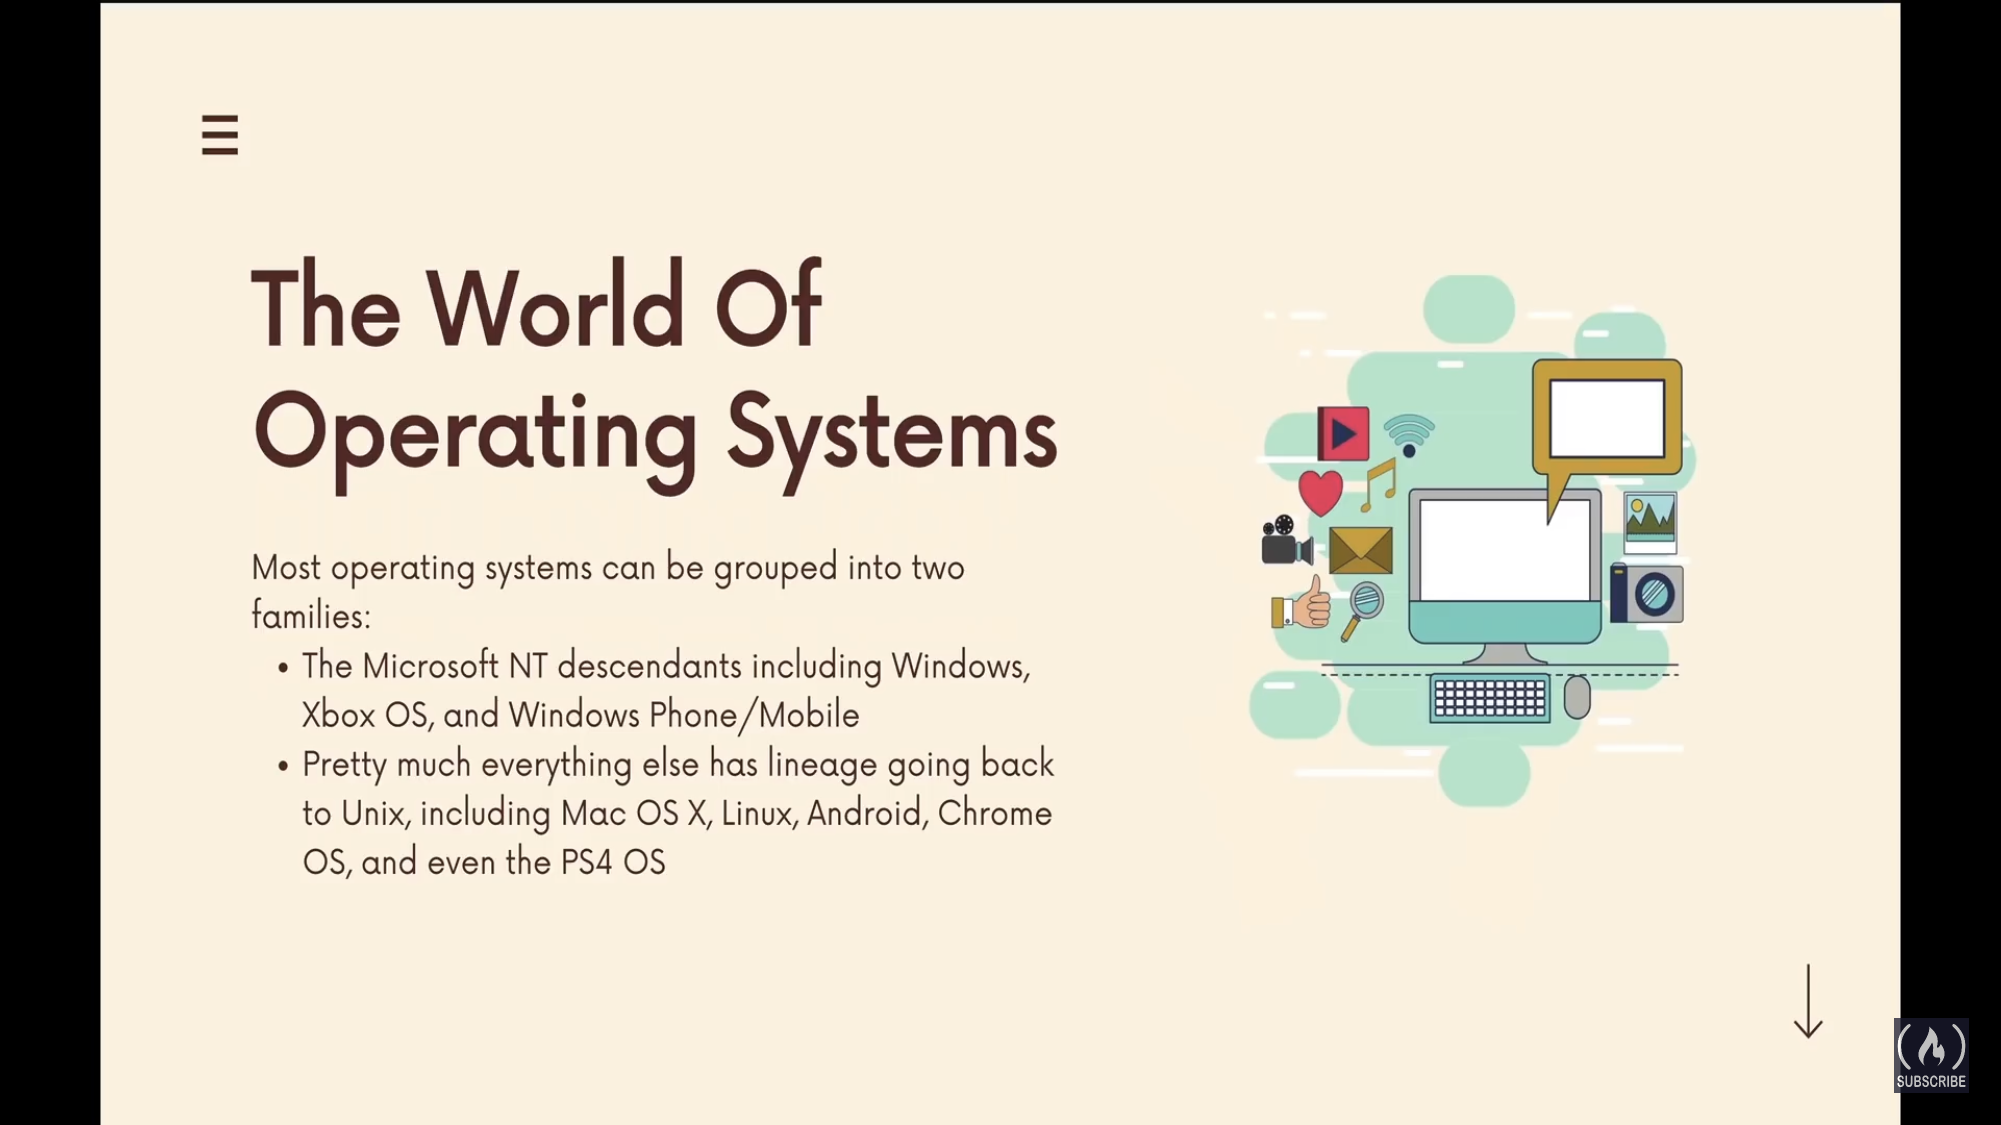 The World Of
Operating Systems
Most operating systems can be grouped into two
families:
• The Microsoft NT descendants including Windows,
Xbox OS, and Windows Phone/Mobile
• Pretty much everything else has lineage going back
to Unix, including Mac OS X, Linux, Android, Chrome
OS, and even the PS4 OS
SUBSCRIBE